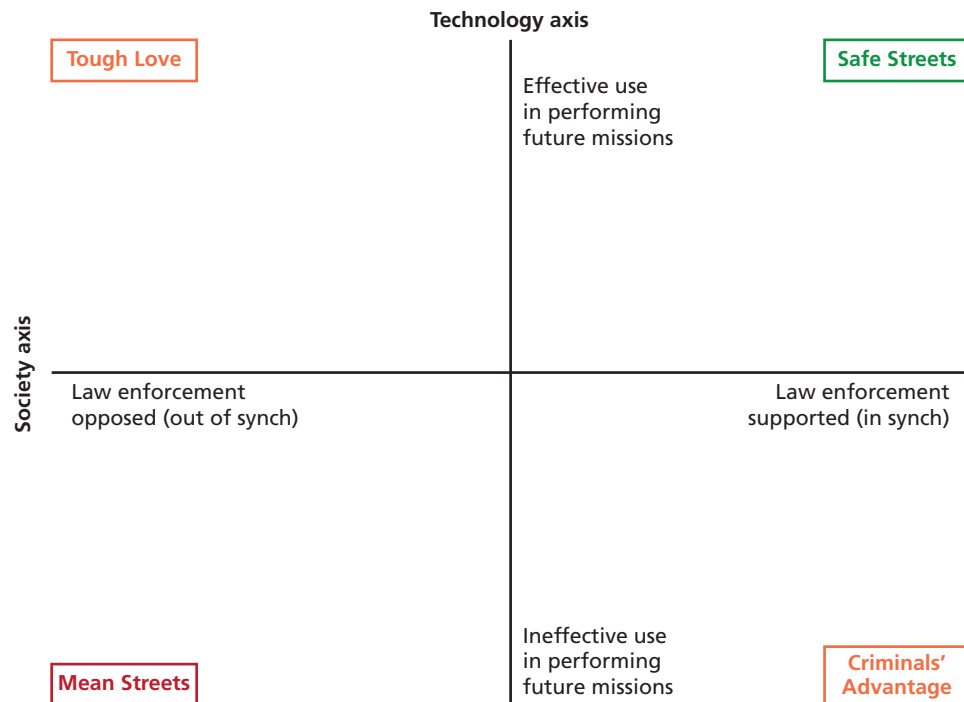 Technology axis
Tough Love
Safe Streets
Effective use
in performing
future missions
Society axis
Law enforcement
opposed (out of synch)
Law enforcement
supported (in synch)
Ineffective use
in performing
future missions
Mean Streets
Criminals’
Advantage